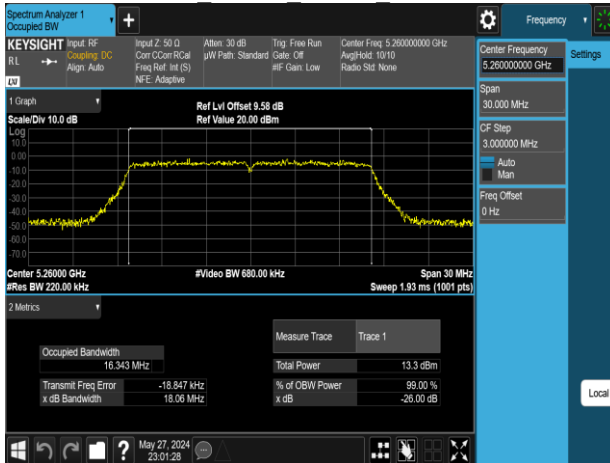 Spectrum Analyzer 1
Occupied BW
Frequency
KEYSIGHT
RL
LXI
Input: RF
Coupling: DC
Align: Auto
Input Z: 50 Ω
Corr CCorr RCal
Freq Ref: Int (S)
NFE: Adaptive
Atten: 30 dB
µW Path: Standard
Trig: Free Run
Gate: Off
#IF Gain: Low
Center Freq: 5.260000000 GHz
Avg|Hold: 10/10
Radio Std: None
Center Frequency
5.260000000 GHz
Settings
Span
30.000 MHz
CF Step
3.000000 MHz
Auto
Man
Freq Offset
0 Hz
Local
1 Graph
Scale/Div 10.0 dB
Ref Lvl Offset 9.58 dB
Ref Value 20.00 dBm
Log
10.0
0.00
-10.0
-20.0
-30.0
-40.0
-50.0
-60.0
-70.0
Center 5.26000 GHz
#Video BW 680.00 kHz
Span 30 MHz
#Res BW 220.00 kHz
Sweep 1.93 ms (1001 pts)
2 Metrics
Measure Trace Trace 1
Occupied Bandwidth
16.343 MHz
Total Power 13.3 dBm
Transmit Freq Error -18.847 kHz
% of OBW Power 99.00 %
x dB Bandwidth 18.06 MHz
x dB -26.00 dB
?
May 27, 2024
23:01:28